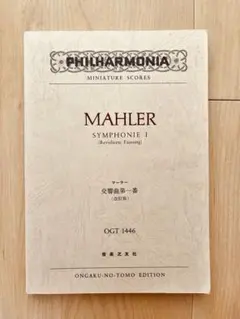 PHILHARMONIA
MINIATURE SCORES
MAHLER
SYMPHONIE I
(Revidierte Fassung)
マーラー
交響曲第一番
(改訂版)
OGT 1446
音楽之友社
ONGAKU-NO-TOMO EDITION